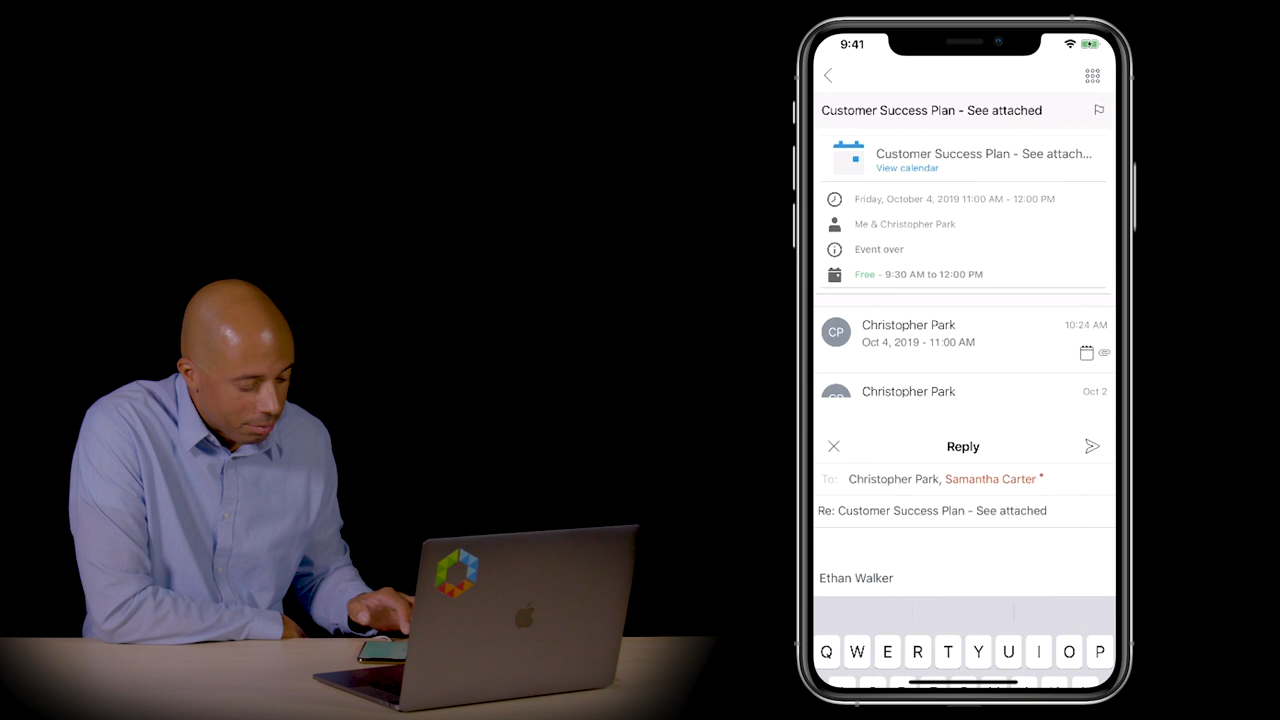 9:41
Customer Success Plan - See attached
Customer Success Plan - See attach...
View calendar
Friday, October 4, 2019 11:00 AM - 12:00 PM
Me & Christopher Park
Event over
Free - 9:30 AM to 12:00 PM
CP
Christopher Park
10:24 AM
Oct 4, 2019 - 11:00 AM
Christopher Park
Oct 2
Reply
To: Christopher Park, Samantha Carter *
Re: Customer Success Plan - See attached
Ethan Walker
Q W E R T Y U I O P